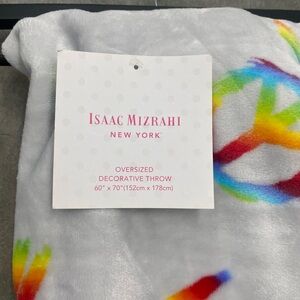 ISAAC MIZRAHI
NEW YORK
OVERSIZED
DECORATIVE THROW
60" x 70"(152cm x 178cm)